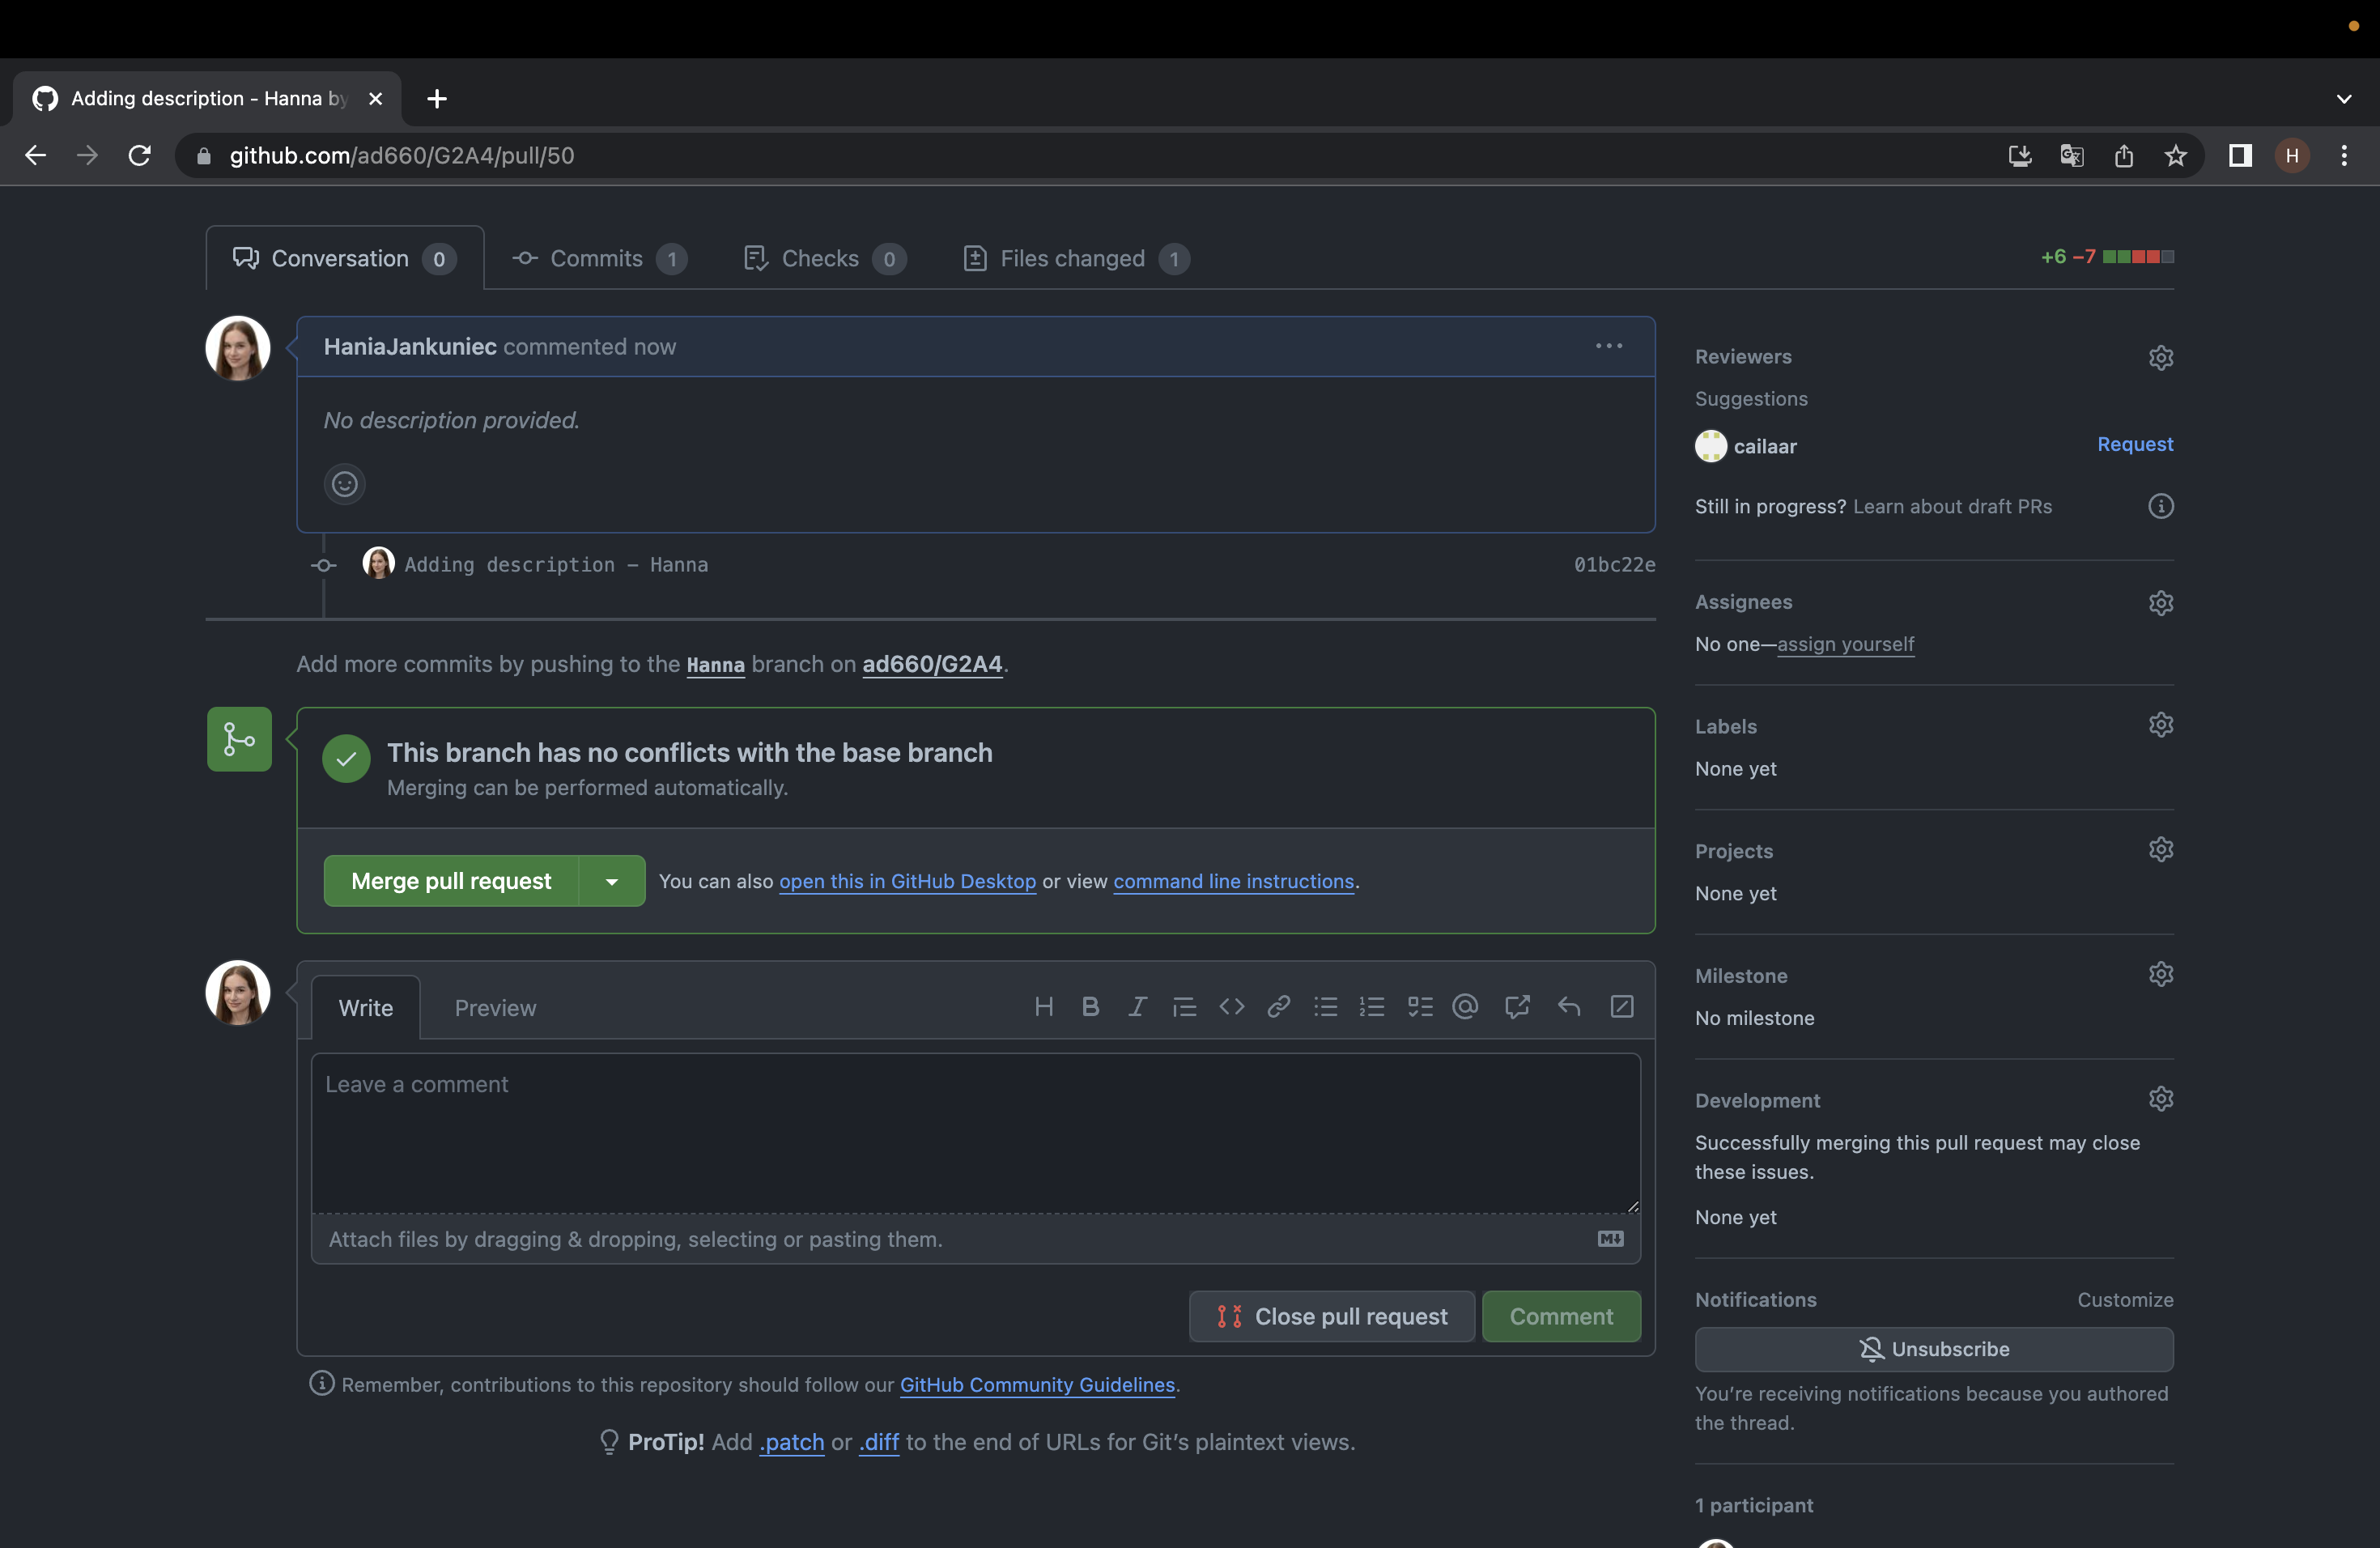 Adding description - Hanna by
github.com/ad660/G2A4/pull/50
H
Conversation 0
Commits 1
Checks 0
Files changed 1
+6 −7
HaniaJankuniec commented now
No description provided.
Adding description – Hanna 01bc22e
Add more commits by pushing to the Hanna branch on ad660/G2A4.
This branch has no conflicts with the base branch
Merging can be performed automatically.
Merge pull request
You can also open this in GitHub Desktop or view command line instructions.
Write
Preview
Leave a comment
Attach files by dragging & dropping, selecting or pasting them.
Close pull request
Comment
Remember, contributions to this repository should follow our GitHub Community Guidelines.
ProTip! Add .patch or .diff to the end of URLs for Git’s plaintext views.
Reviewers
Suggestions
cailaar
Request
Still in progress? Learn about draft PRs
Assignees
No one—assign yourself
Labels
None yet
Projects
None yet
Milestone
No milestone
Development
Successfully merging this pull request may close
these issues.
None yet
Notifications
Customize
Unsubscribe
You’re receiving notifications because you authored
the thread.
1 participant